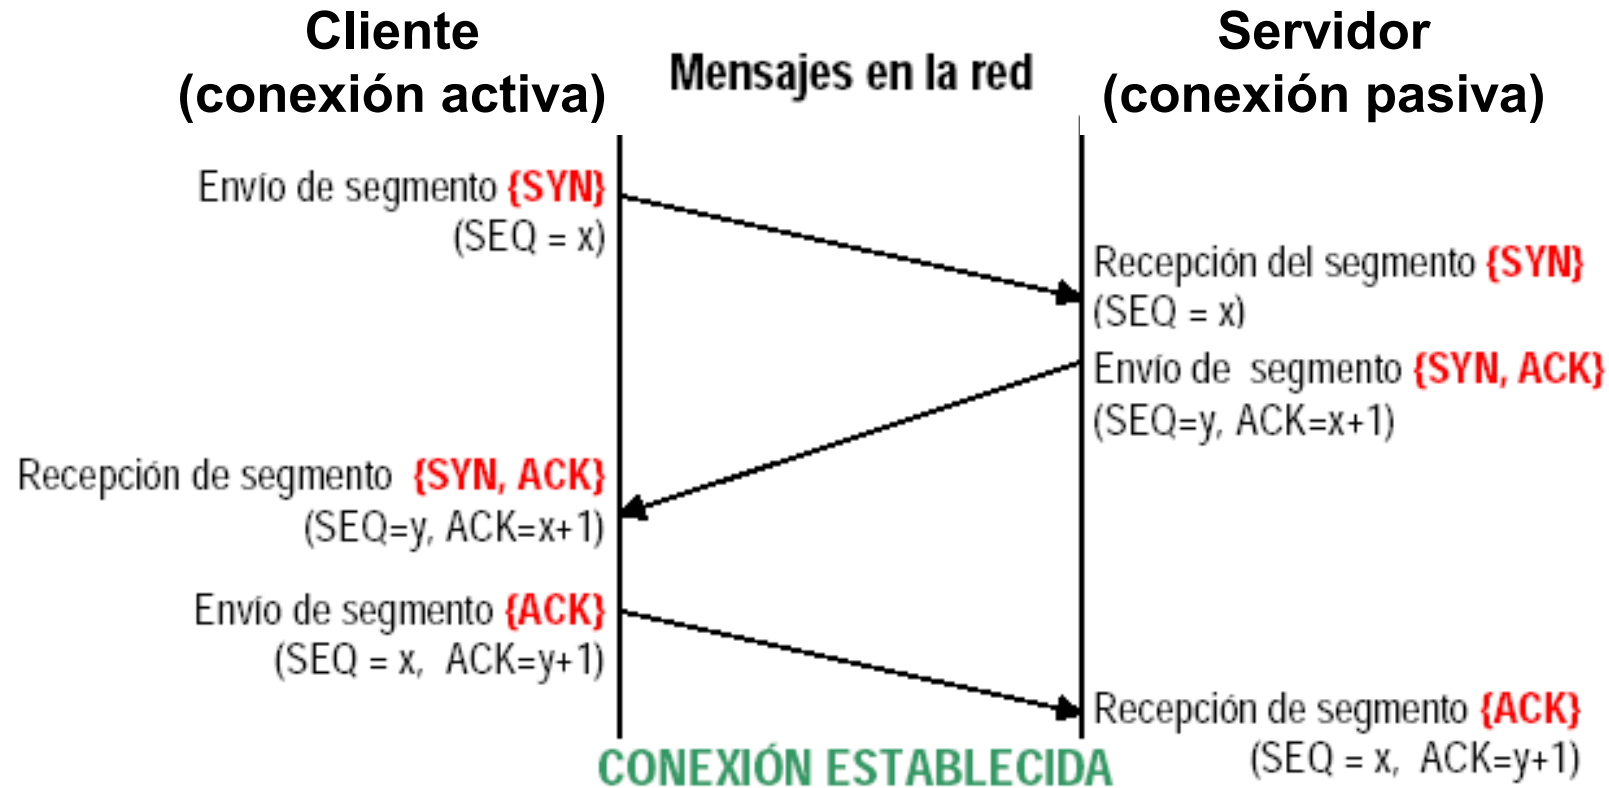 Cliente
(conexión activa)
Mensajes en la red
Servidor
(conexión pasiva)
Envío de segmento {SYN}
(SEQ = x)
Recepción del segmento {SYN}
(SEQ = x)
Envío de segmento {SYN, ACK}
(SEQ=y, ACK=x+1)
Recepción de segmento {SYN, ACK}
(SEQ=y, ACK=x+1)
Envío de segmento {ACK}
(SEQ = x, ACK=y+1)
Recepción de segmento {ACK}
(SEQ = x, ACK=y+1)
CONEXIÓN ESTABLECIDA